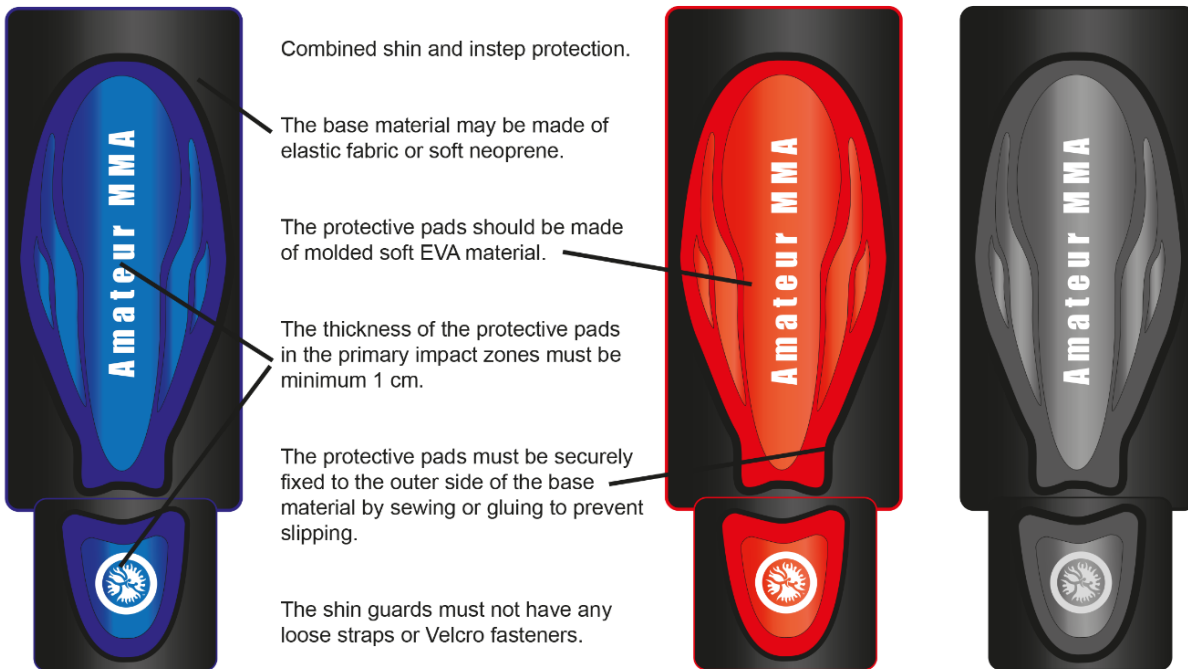 Amateur MMA
Combined shin and instep protection.
The base material may be made of
elastic fabric or soft neoprene.
The protective pads should be made
of molded soft EVA material.
The thickness of the protective pads
in the primary impact zones must be
minimum 1 cm.
The protective pads must be securely
fixed to the outer side of the base
material by sewing or gluing to prevent
slipping.
The shin guards must not have any
loose straps or Velcro fasteners.
Amateur MMA
Amateur MMA